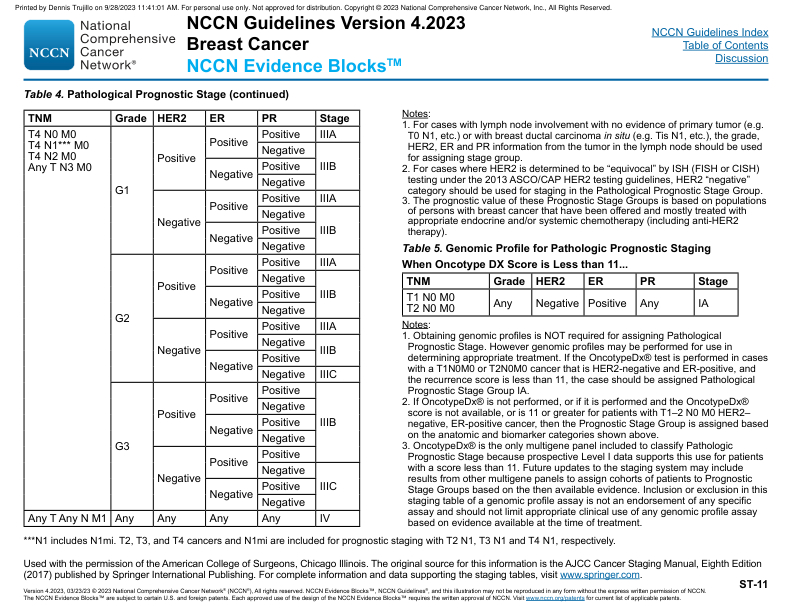 Printed by Dennis Trujillo on 9/28/2023 11:41:01 AM. For personal use only. Not approved for distribution. Copyright © 2023 National Comprehensive Cancer Network, Inc., All Rights Reserved.
NCCN
National
Comprehensive
Cancer
Network®
NCCN Guidelines Version 4.2023
Breast Cancer
NCCN Evidence Blocks™
NCCN Guidelines Index
Table of Contents
Discussion
Table 4. Pathological Prognostic Stage (continued)
TNM Grade HER2 ER PR Stage
T4 N0 M0
T4 N1*** M0
T4 N2 M0
Any T N3 M0
G1 Positive Positive Positive IIIA
Negative IIIB
Negative Positive
Negative
Negative Positive Positive IIIA
Negative IIIB
Negative Positive
Negative
G2 Positive Positive Positive IIIA
Negative IIIB
Negative Positive
Negative
Negative Positive Positive IIIA
Negative IIIB
Negative Positive
Negative IIIC
G3 Positive Positive Positive IIIB
Negative
Negative Positive
Negative
Negative Positive Positive
Negative IIIC
Negative Positive
Negative
Any T Any N M1 Any Any Any Any IV
Notes:
1. For cases with lymph node involvement with no evidence of primary tumor (e.g.
T0 N1, etc.) or with breast ductal carcinoma in situ (e.g. Tis N1, etc.), the grade,
HER2, ER and PR information from the tumor in the lymph node should be used
for assigning stage group.
2. For cases where HER2 is determined to be “equivocal” by ISH (FISH or CISH)
testing under the 2013 ASCO/CAP HER2 testing guidelines, HER2 “negative”
category should be used for staging in the Pathological Prognostic Stage Group.
3. The prognostic value of these Prognostic Stage Groups is based on populations
of persons with breast cancer that have been offered and mostly treated with
appropriate endocrine and/or systemic chemotherapy (including anti-HER2
therapy).
Table 5. Genomic Profile for Pathologic Prognostic Staging
When Oncotype DX Score is Less than 11...
TNM Grade HER2 ER PR Stage
T1 N0 M0
T2 N0 M0
Any Negative Positive Any IA
Notes:
1. Obtaining genomic profiles is NOT required for assigning Pathological
Prognostic Stage. However genomic profiles may be performed for use in
determining appropriate treatment. If the OncotypeDx® test is performed in cases
with a T1N0M0 or T2N0M0 cancer that is HER2-negative and ER-positive, and
the recurrence score is less than 11, the case should be assigned Pathological
Prognostic Stage Group IA.
2. If OncotypeDx® is not performed, or if it is performed and the OncotypeDx®
score is not available, or is 11 or greater for patients with T1–2 N0 M0 HER2–
negative, ER-positive cancer, then the Prognostic Stage Group is assigned based
on the anatomic and biomarker categories shown above.
3. OncotypeDx® is the only multigene panel included to classify Pathologic
Prognostic Stage because prospective Level I data supports this use for patients
with a score less than 11. Future updates to the staging system may include
results from other multigene panels to assign cohorts of patients to Prognostic
Stage Groups based on the then available evidence. Inclusion or exclusion in this
staging table of a genomic profile assay is not an endorsement of any specific
assay and should not limit appropriate clinical use of any genomic profile assay
based on evidence available at the time of treatment.
***N1 includes N1mi. T2, T3, and T4 cancers and N1mi are included for prognostic staging with T2 N1, T3 N1 and T4 N1, respectively.
Used with the permission of the American College of Surgeons, Chicago Illinois. The original source for this information is the AJCC Cancer Staging Manual, Eighth Edition
(2017) published by Springer International Publishing. For complete information and data supporting the staging tables, visit www.springer.com.
ST-11
Version 4.2023, 03/23/23 © 2023 National Comprehensive Cancer Network® (NCCN®), All rights reserved. NCCN Guidelines® and this illustration may not be reproduced in any form without the express written permission of NCCN.
The NCCN Evidence Blocks™ are subject to certain U.S. and foreign patents. Each approved use of the design of the NCCN Evidence Blocks™ requires the written approval of NCCN. Visit www.nccn.org/patents for current list of applicable patents.